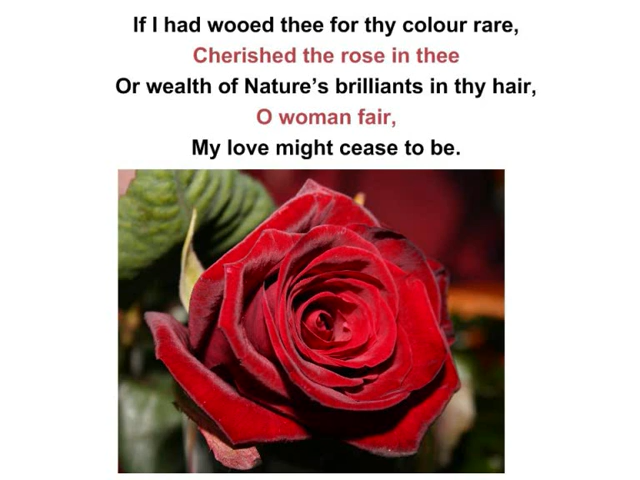 If I had wooed thee for thy colour rare,
Cherished the rose in thee
Or wealth of Nature’s brilliants in thy hair,
O woman fair,
My love might cease to be.